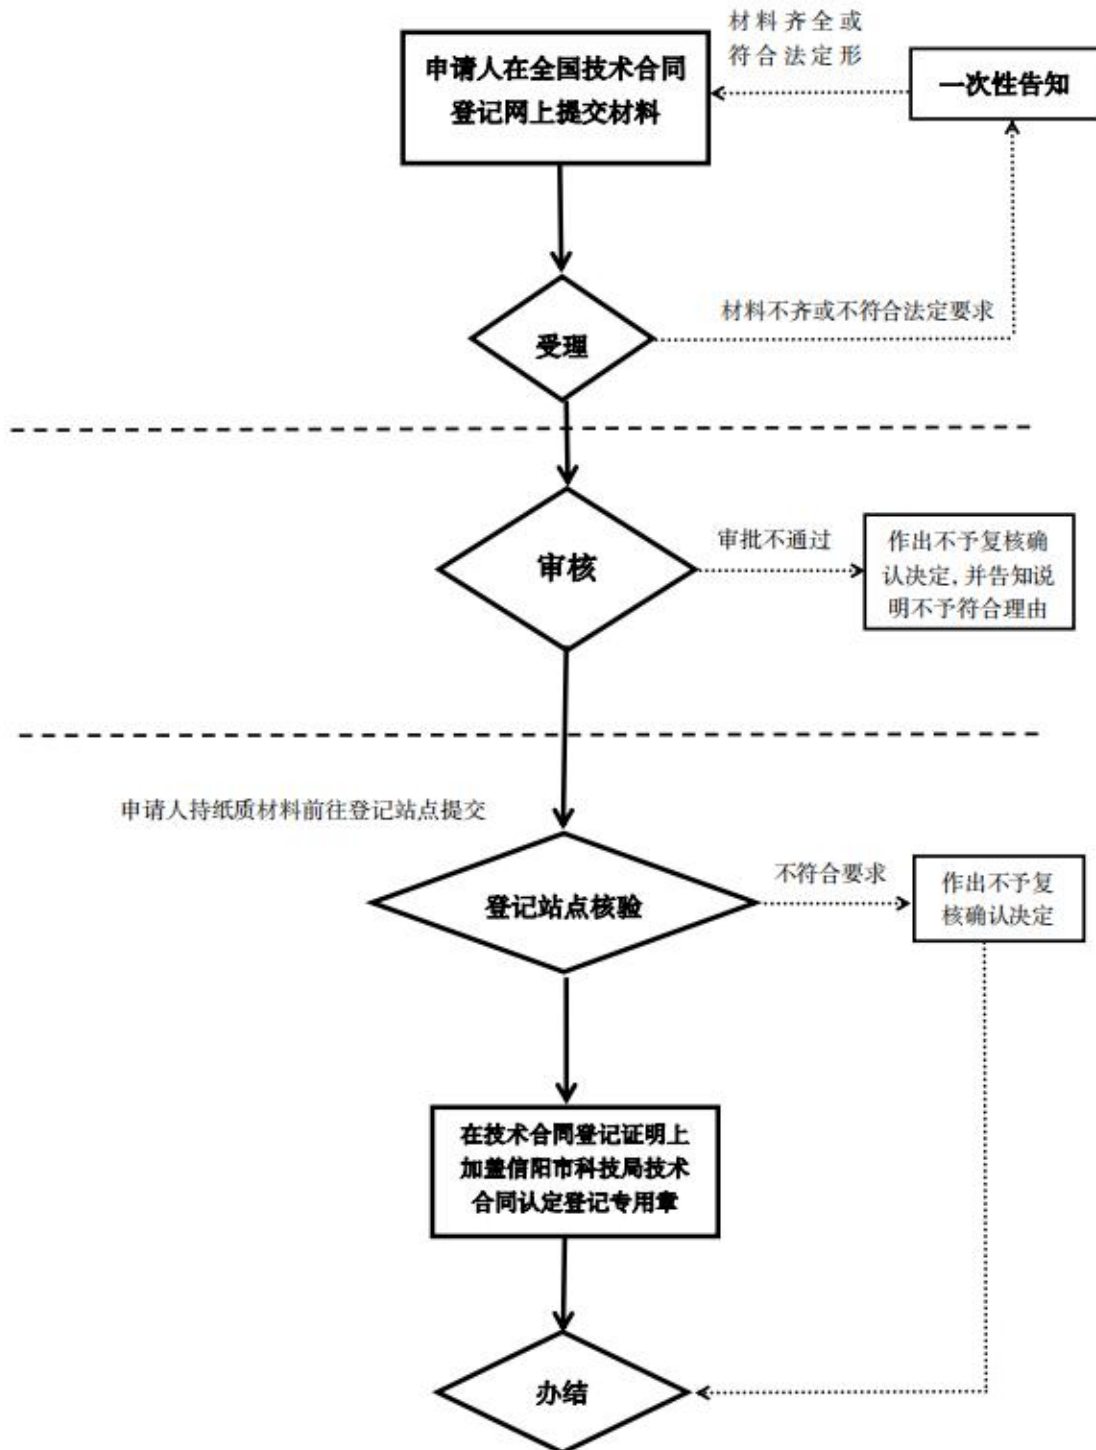 材料齐全或
符合法定形
申请人在全国技术合同
登记网上提交材料
一次性告知
材料不齐或不符合法定要求
受理
审核
审批不通过
作出不予复核确
认决定，并告知说
明不予符合理由
申请人持纸质材料前往登记站点提交
登记站点核验
不符合要求
作出不予复
核确认决定
在技术合同登记证明上
加盖信阳市科技局技术
合同认定登记专用章
办结